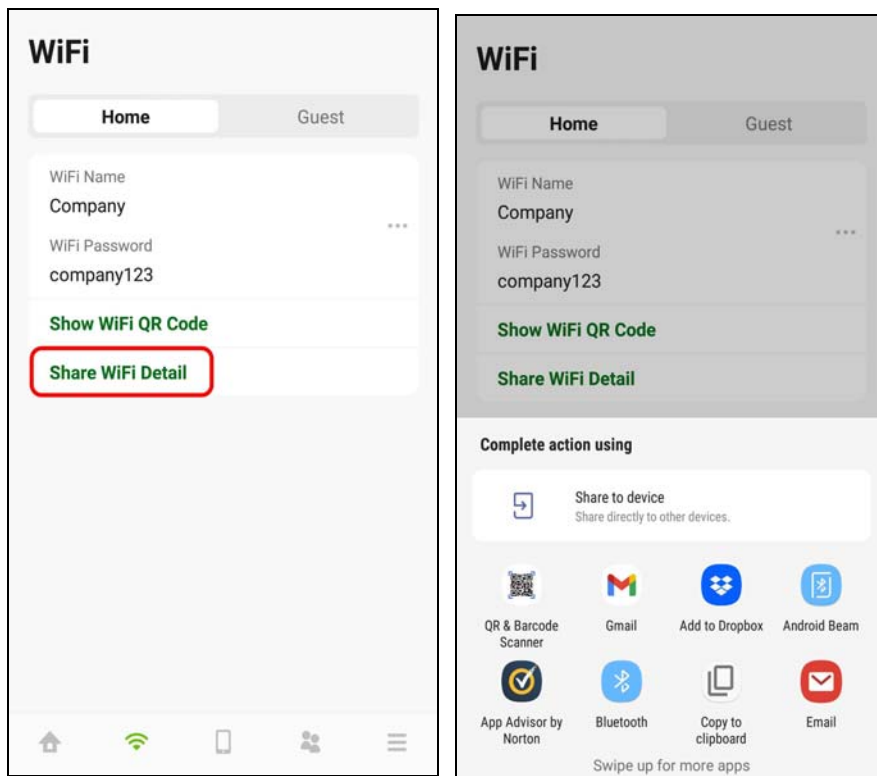 WiFi
Home Guest
WiFi Name
Company
WiFi Password
company123
Show WiFi QR Code
Share WiFi Detail
WiFi
Home Guest
WiFi Name
Company
WiFi Password
company123
Show WiFi QR Code
Share WiFi Detail
Complete action using
Share to device
Share directly to other devices.
QR & Barcode
Scanner
Gmail
Add to Dropbox
Android Beam
App Advisor by
Norton
Bluetooth
Copy to
clipboard
Email
Swipe up for more apps